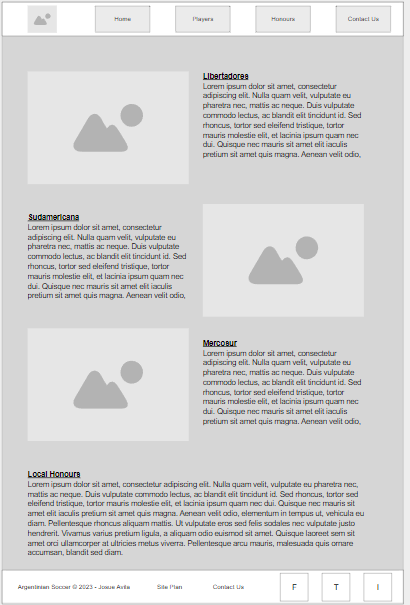 Home
Players
Honours
Contact Us
Libertadores
Lorem ipsum dolor sit amet, consectetur
adipiscing elit. Nulla quam velit, vulputate eu
pharetra nec, mattis ac neque. Duis vulputate
commodo lectus, ac blandit elit tincidunt id. Sed
rhoncus, tortor sed eleifend tristique, tortor
mauris molestie elit, et lacinia ipsum quam nec
dui. Quisque nec mauris sit amet elit iaculis
pretium sit amet quis magna. Aenean velit odio,
Sudamericana
Lorem ipsum dolor sit amet, consectetur
adipiscing elit. Nulla quam velit, vulputate eu
pharetra nec, mattis ac neque. Duis vulputate
commodo lectus, ac blandit elit tincidunt id. Sed
rhoncus, tortor sed eleifend tristique, tortor
mauris molestie elit, et lacinia ipsum quam nec
dui. Quisque nec mauris sit amet elit iaculis
pretium sit amet quis magna. Aenean velit odio,
Mercosur
Lorem ipsum dolor sit amet, consectetur
adipiscing elit. Nulla quam velit, vulputate eu
pharetra nec, mattis ac neque. Duis vulputate
commodo lectus, ac blandit elit tincidunt id. Sed
rhoncus, tortor sed eleifend tristique, tortor
mauris molestie elit, et lacinia ipsum quam nec
dui. Quisque nec mauris sit amet elit iaculis
pretium sit amet quis magna. Aenean velit odio,
Local Honours
Lorem ipsum dolor sit amet, consectetur adipiscing elit. Nulla quam velit, vulputate eu pharetra nec,
mattis ac neque. Duis vulputate commodo lectus, ac blandit elit tincidunt id. Sed rhoncus, tortor sed
eleifend tristique, tortor mauris molestie elit, et lacinia ipsum quam nec dui. Quisque nec mauris sit
amet elit iaculis pretium sit amet quis magna. Aenean velit odio, elementum in tempus ut, vehicula eu
diam. Pellentesque rhoncus aliquam mattis. Ut vulputate eros sed felis sodales nec vulputate justo
hendrerit. Vivamus varius pretium ligula, a aliquam odio euismod sit amet. Quisque laoreet sem sit
amet orci ullamcorper at ultricies metus viverra. Pellentesque arcu mauris, malesuada quis ornare
accumsan, blandit sed diam.
Argentinian Soccer © 2023 - Josue Avita
Site Plan
Contact Us
F
T
I